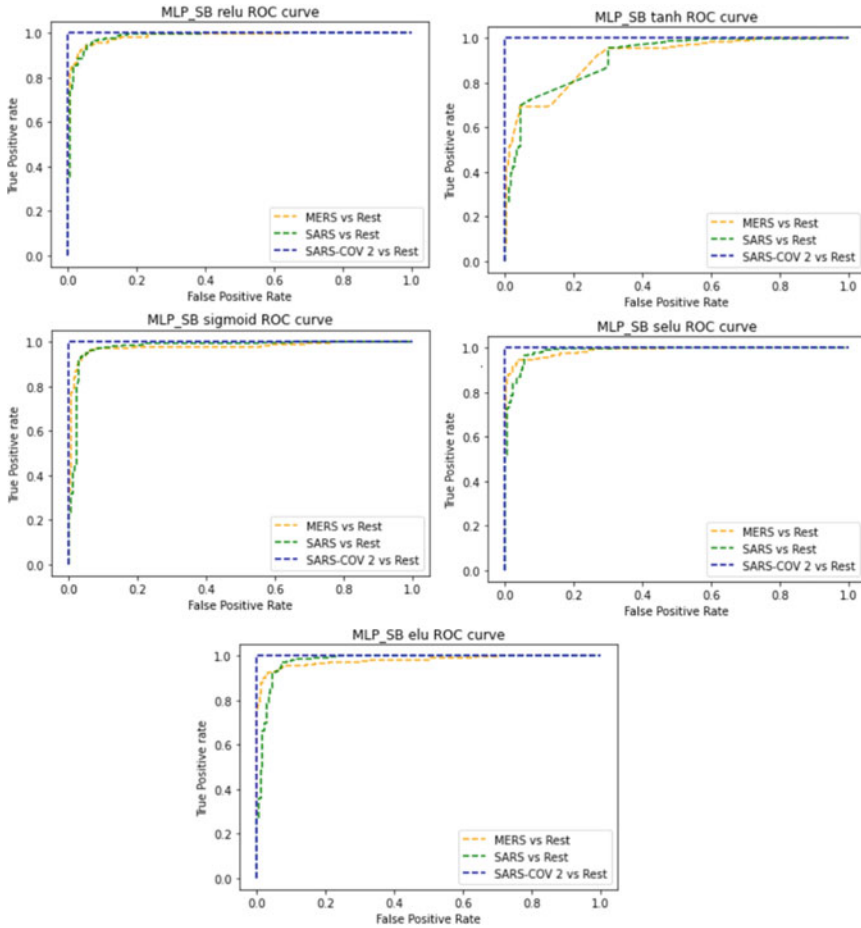 MLP_SB relu ROC curve
1.0
0.8
0.6
0.4
0.2
0.0
True Positive rate
MERS vs Rest
SARS vs Rest
SARS-COV 2 vs Rest
0.0 0.2 0.4 0.6 0.8 1.0
False Positive Rate
MLP_SB tanh ROC curve
1.0
0.8
0.6
0.4
0.2
0.0
True Positive rate
MERS vs Rest
SARS vs Rest
SARS-COV 2 vs Rest
0.0 0.2 0.4 0.6 0.8 1.0
False Positive Rate
MLP_SB sigmoid ROC curve
1.0
0.8
0.6
0.4
0.2
0.0
True Positive rate
MERS vs Rest
SARS vs Rest
SARS-COV 2 vs Rest
0.0 0.2 0.4 0.6 0.8 1.0
False Positive Rate
MLP_SB selu ROC curve
1.0
0.8
0.6
0.4
0.2
0.0
True Positive rate
MERS vs Rest
SARS vs Rest
SARS-COV 2 vs Rest
0.0 0.2 0.4 0.6 0.8 1.0
False Positive Rate
MLP_SB elu ROC curve
1.0
0.8
0.6
0.4
0.2
0.0
True Positive rate
MERS vs Rest
SARS vs Rest
SARS-COV 2 vs Rest
0.0 0.2 0.4 0.6 0.8 1.0
False Positive Rate